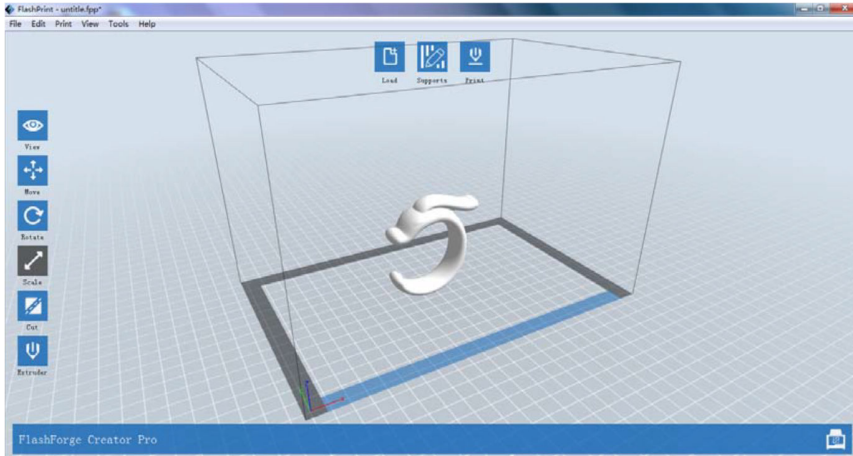 FlashPrint - untitle.fpp*
File Edit Print View Tools Help
Load Supports Print
View
Move
Rotate
Scale
Cut
Extruder
FlashForge Creator Pro